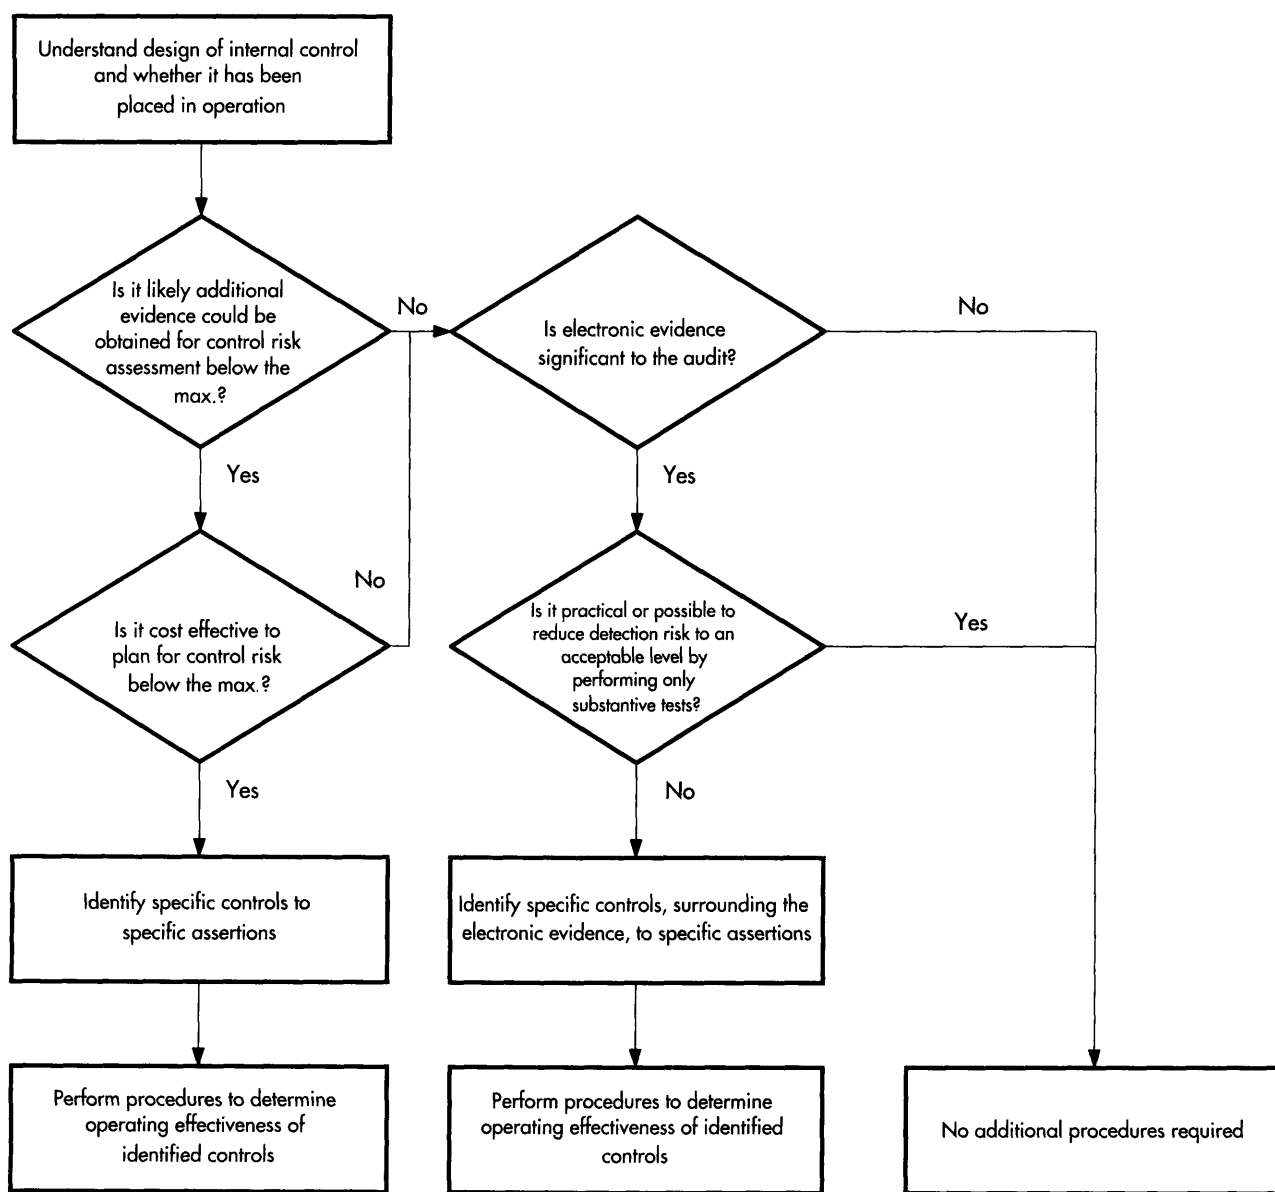 Understand design of internal control
and whether it has been
placed in operation
Is it likely additional
evidence could be
obtained for control risk
assessment below the
max.?
No
Is electronic evidence
significant to the audit?
No
Yes
Yes
Is it cost effective to
plan for control risk
below the max.?
No
Is it practical or possible to
reduce detection risk to an
acceptable level by
performing only
substantive tests?
Yes
Yes
No
Identify specific controls to
specific assertions
Identify specific controls, surrounding the
electronic evidence, to specific assertions
Perform procedures to determine
operating effectiveness of
identified controls
Perform procedures to determine
operating effectiveness of identified
controls
No additional procedures required